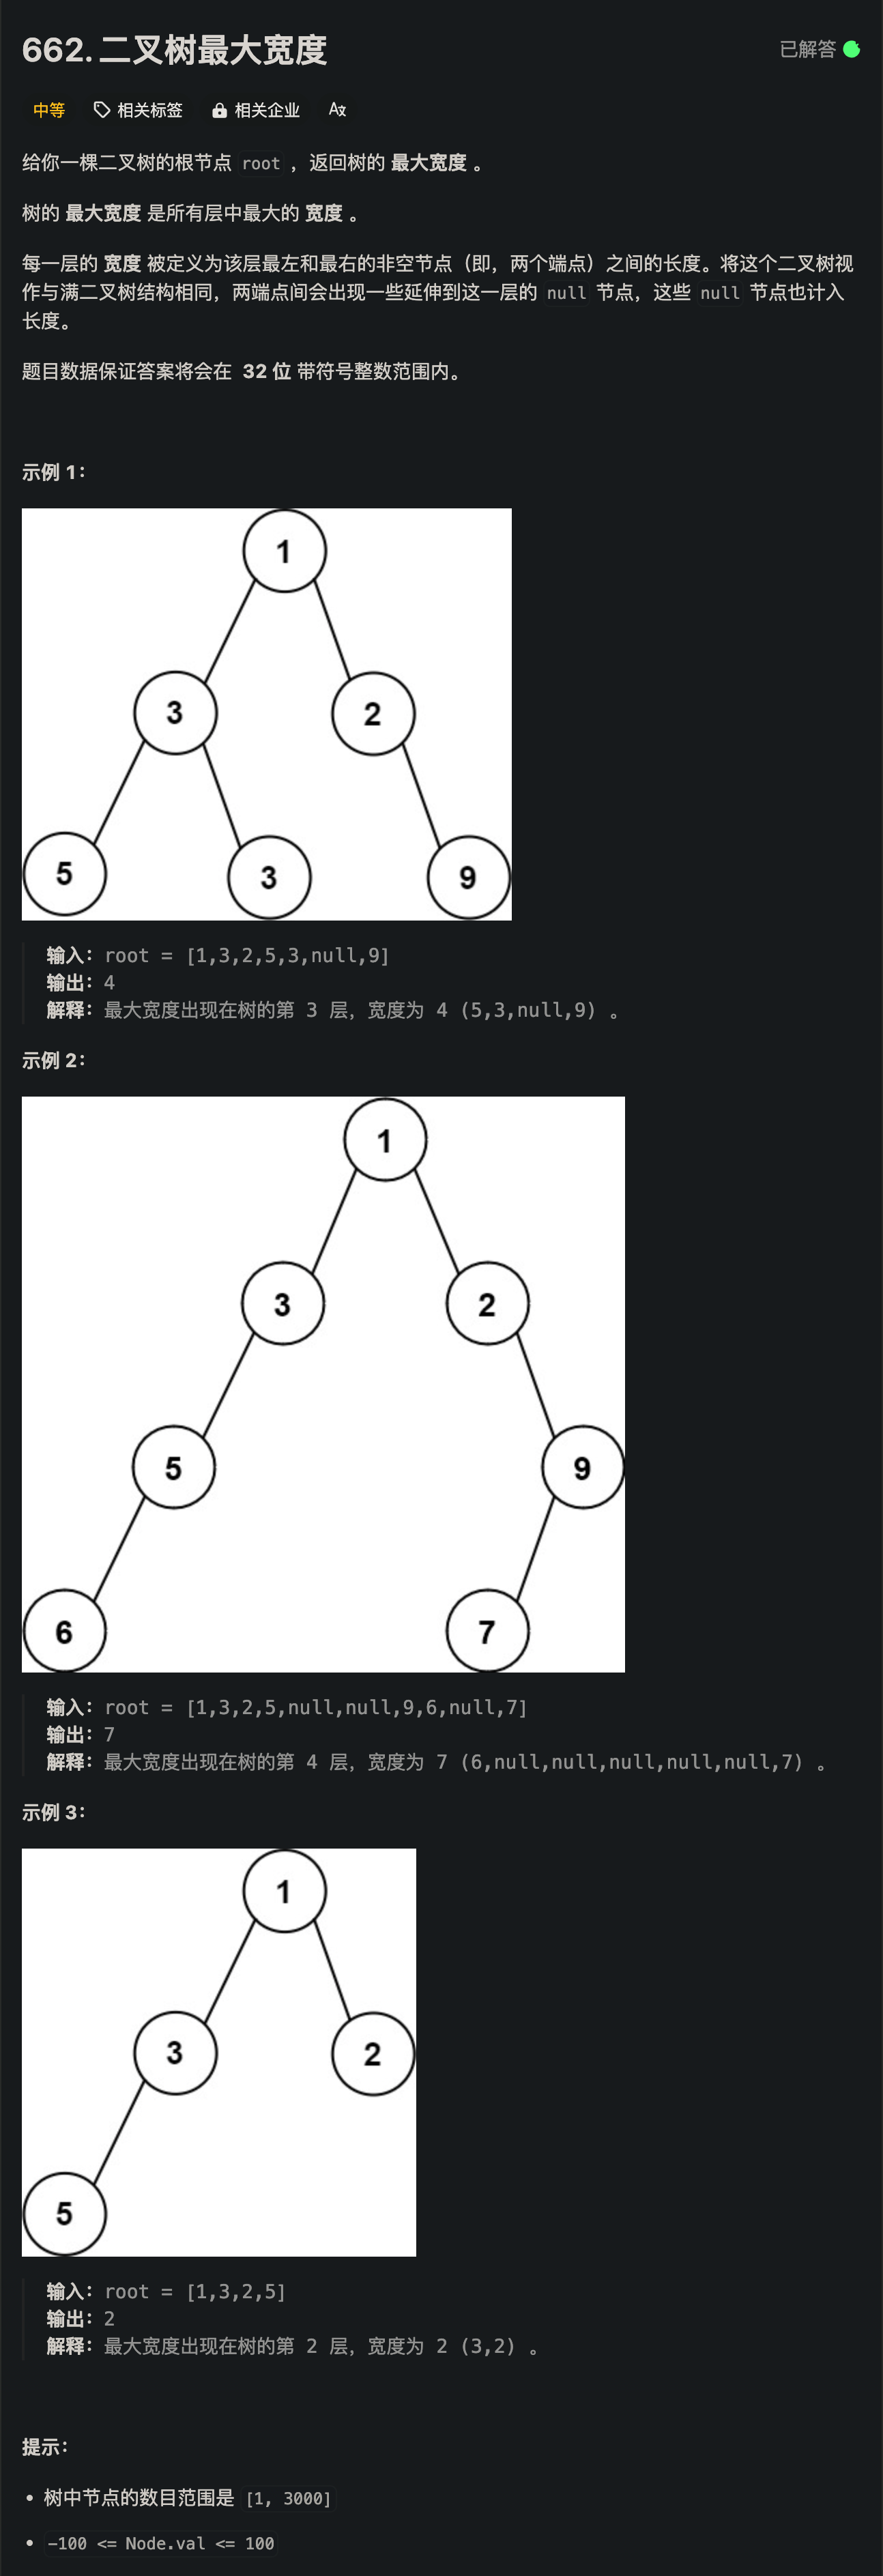 662. 二叉树最大宽度
已解答
中等 相关标签 相关企业 Az
给你一棵二叉树的根节点 root ，返回树的 最大宽度 。
树的 最大宽度 是所有层中最大的 宽度 。
每一层的 宽度 被定义为该层最左和最右的非空节点（即，两个端点）之间的长度。将这个二叉树视
作与满二叉树结构相同，两端点间会出现一些延伸到这一层的 null 节点，这些 null 节点也计入
长度。
题目数据保证答案将会在 32 位 带符号整数范围内。
示例 1：
1
3 2
5 3 9
输入：root = [1,3,2,5,3,null,9]
输出：4
解释：最大宽度出现在树的第 3 层，宽度为 4 (5,3,null,9) 。
示例 2：
1
3 2
5 9
6 7
输入：root = [1,3,2,5,null,null,9,6,null,7]
输出：7
解释：最大宽度出现在树的第 4 层，宽度为 7 (6,null,null,null,null,null,7) 。
示例 3：
1
3 2
5
输入：root = [1,3,2,5]
输出：2
解释：最大宽度出现在树的第 2 层，宽度为 2 (3,2) 。
提示：
• 树中节点的数目范围是 [1, 3000]
• -100 <= Node.val <= 100